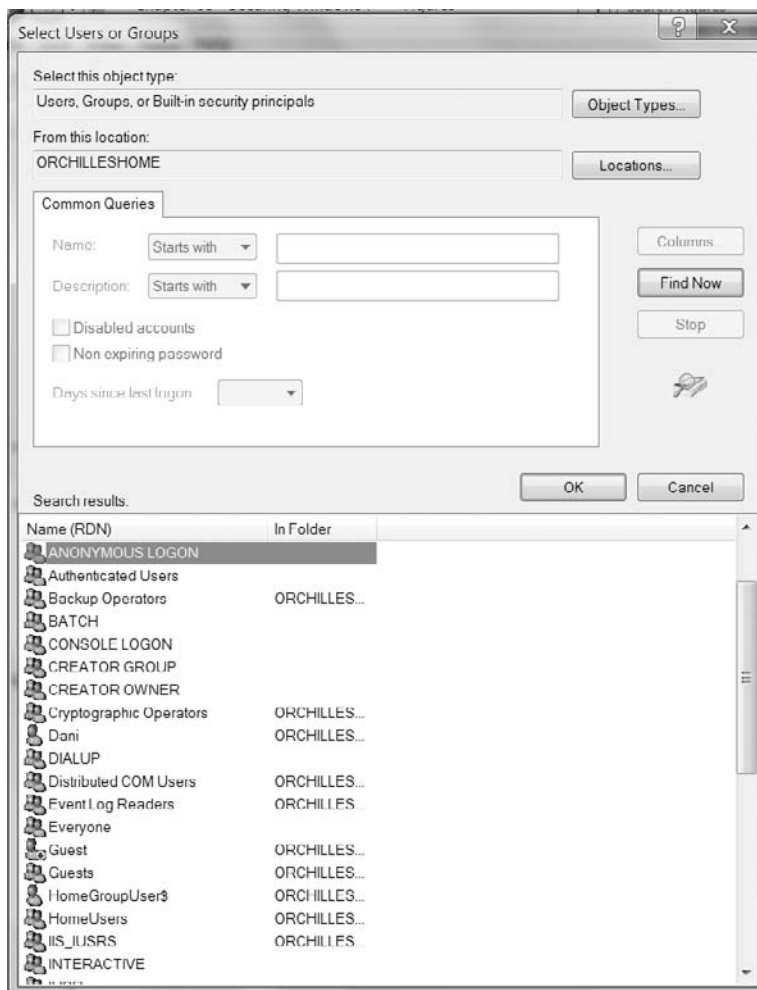 Select Users or Groups
Select this object type:
Users, Groups, or Built-in security principals
Object Types...
From this location:
ORCHILLESHOME
Locations...
Common Queries
Name:
Starts with
Columns...
Description:
Starts with
Find Now
Disabled accounts
Stop
Non expiring password
Days since last logon:
OK
Cancel
Search results:
Name (RDN) In Folder
ANONYMOUS LOGON
Authenticated Users
Backup Operators ORCHILLES...
BATCH
CONSOLE LOGON
CREATOR GROUP
CREATOR OWNER
Cryptographic Operators ORCHILLES...
Dani ORCHILLES...
DIALUP
Distributed COM Users ORCHILLES...
Event Log Readers ORCHILLES...
Everyone
Guest ORCHILLES...
Guests ORCHILLES...
HomeGroupUser$ ORCHILLES...
HomeUsers ORCHILLES...
IIS_IUSRS ORCHILLES...
INTERACTIVE